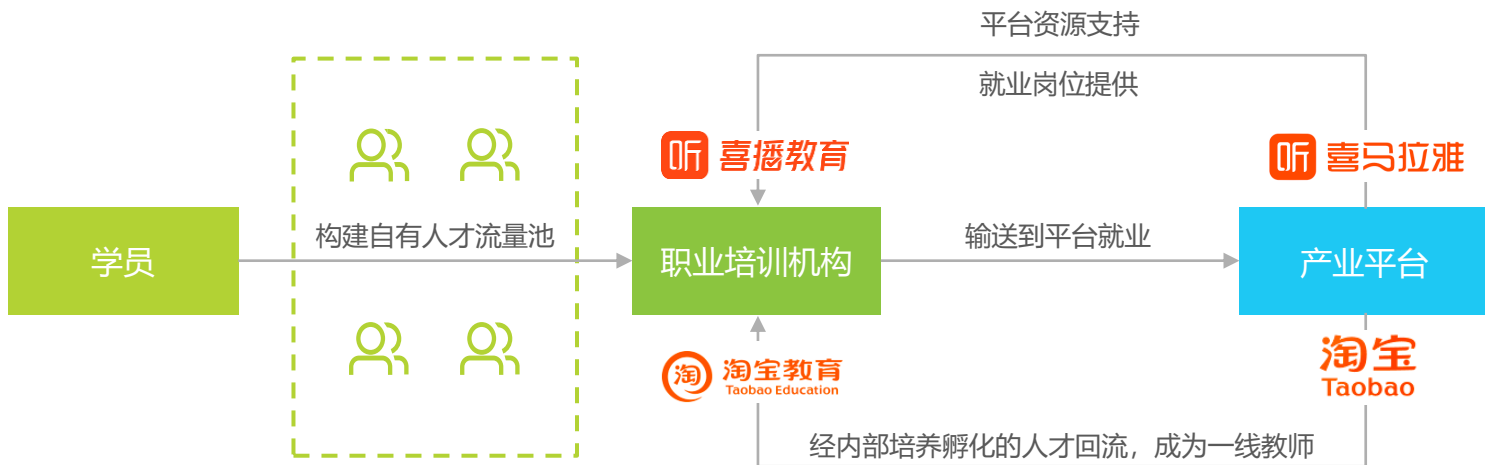 平台资源支持
就业岗位提供
听 喜播教育
听 喜马拉雅
学员
构建自有人才流量池
职业培训机构
输送到平台就业
产业平台
淘 淘宝教育
Taobao Education
淘宝
Taobao
经内部培养孵化的人才回流，成为一线教师